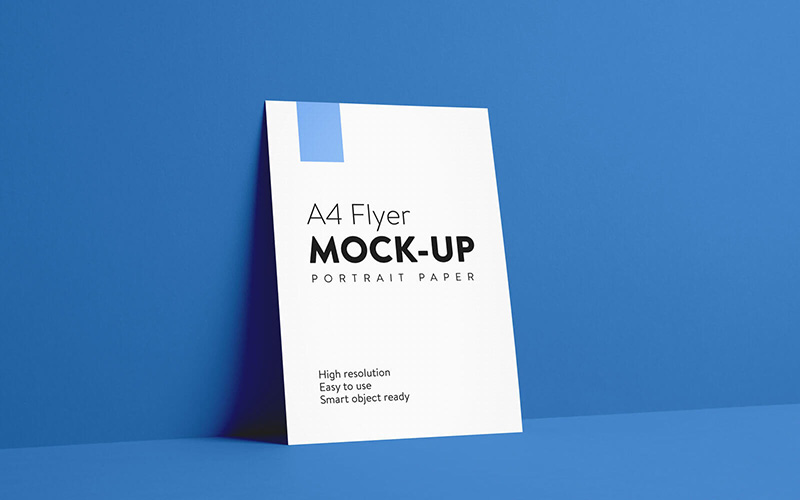 A4 Flyer
MOCK-UP
PORTRAIT PAPER
High resolution
Easy to use
Smart object ready